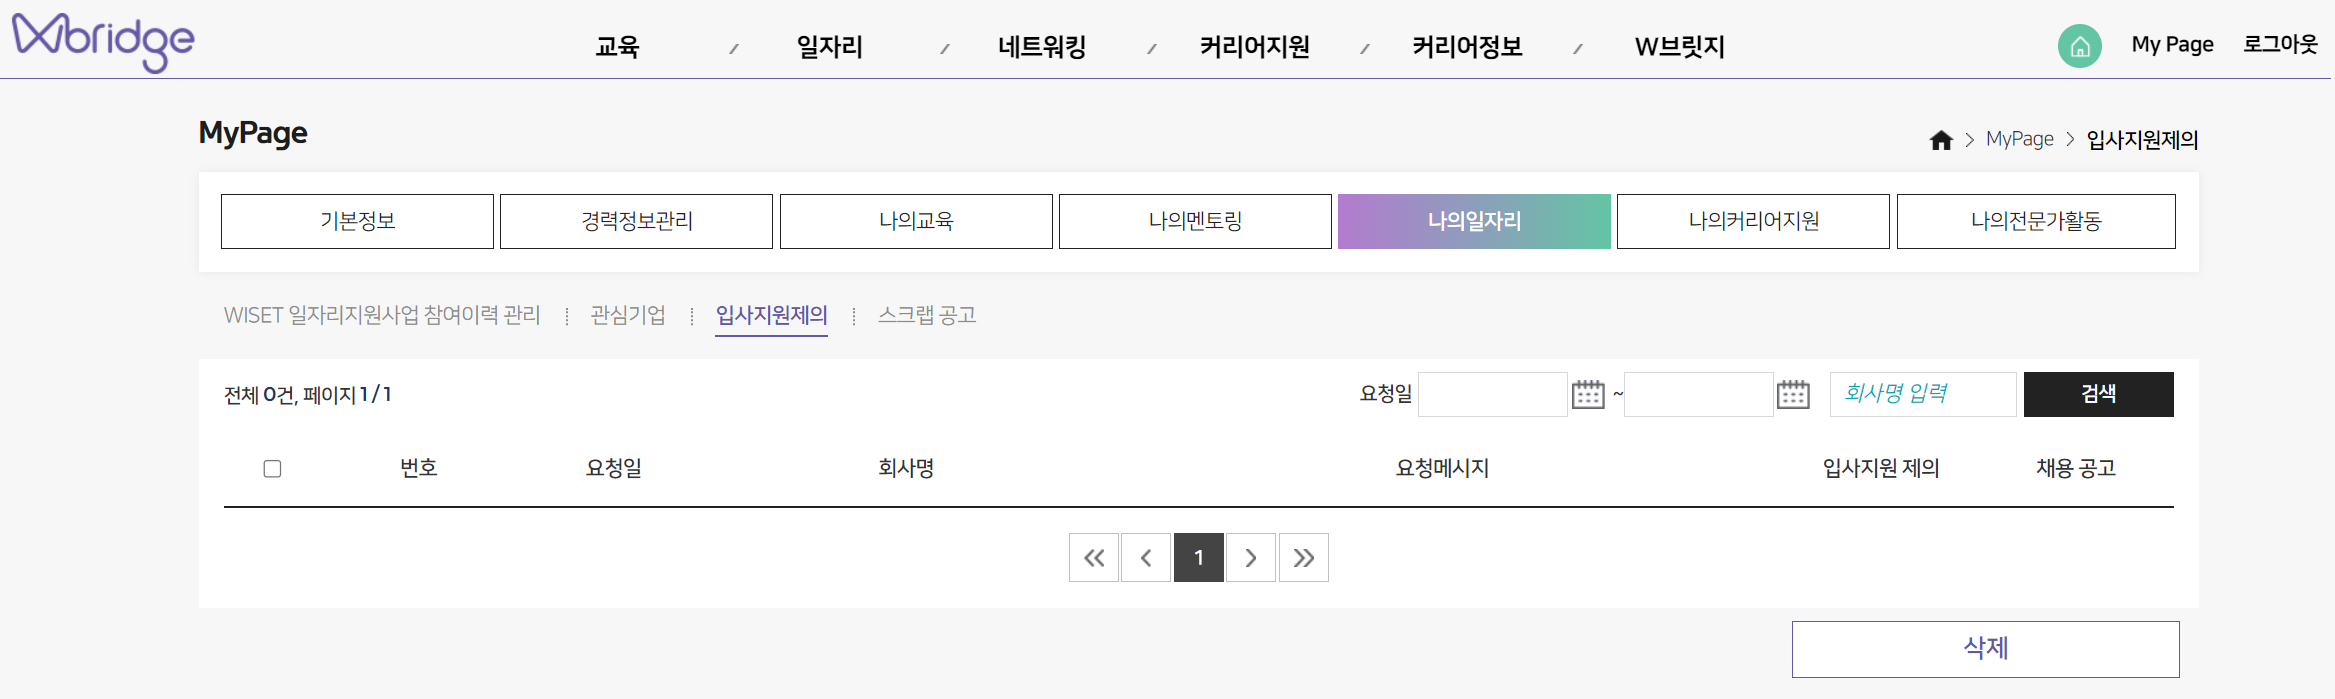 Wbridge
교육 / 일자리 / 네트워킹 / 커리어지원 / 커리어정보 / W브릿지
My Page 로그아웃
MyPage
> MyPage > 입사지원제의
기본정보 경력정보관리 나의교육 나의멘토링 나의일자리 나의커리어지원 나의전문가활동
WISET 일자리지원사업 참여이력 관리 관심기업 입사지원제의 스크랩 공고
전체 0건, 페이지 1 / 1 요청일 ~ 회사명 입력 검색
번호 요청일 회사명 요청메시지 입사지원 제의 채용 공고
1
삭제